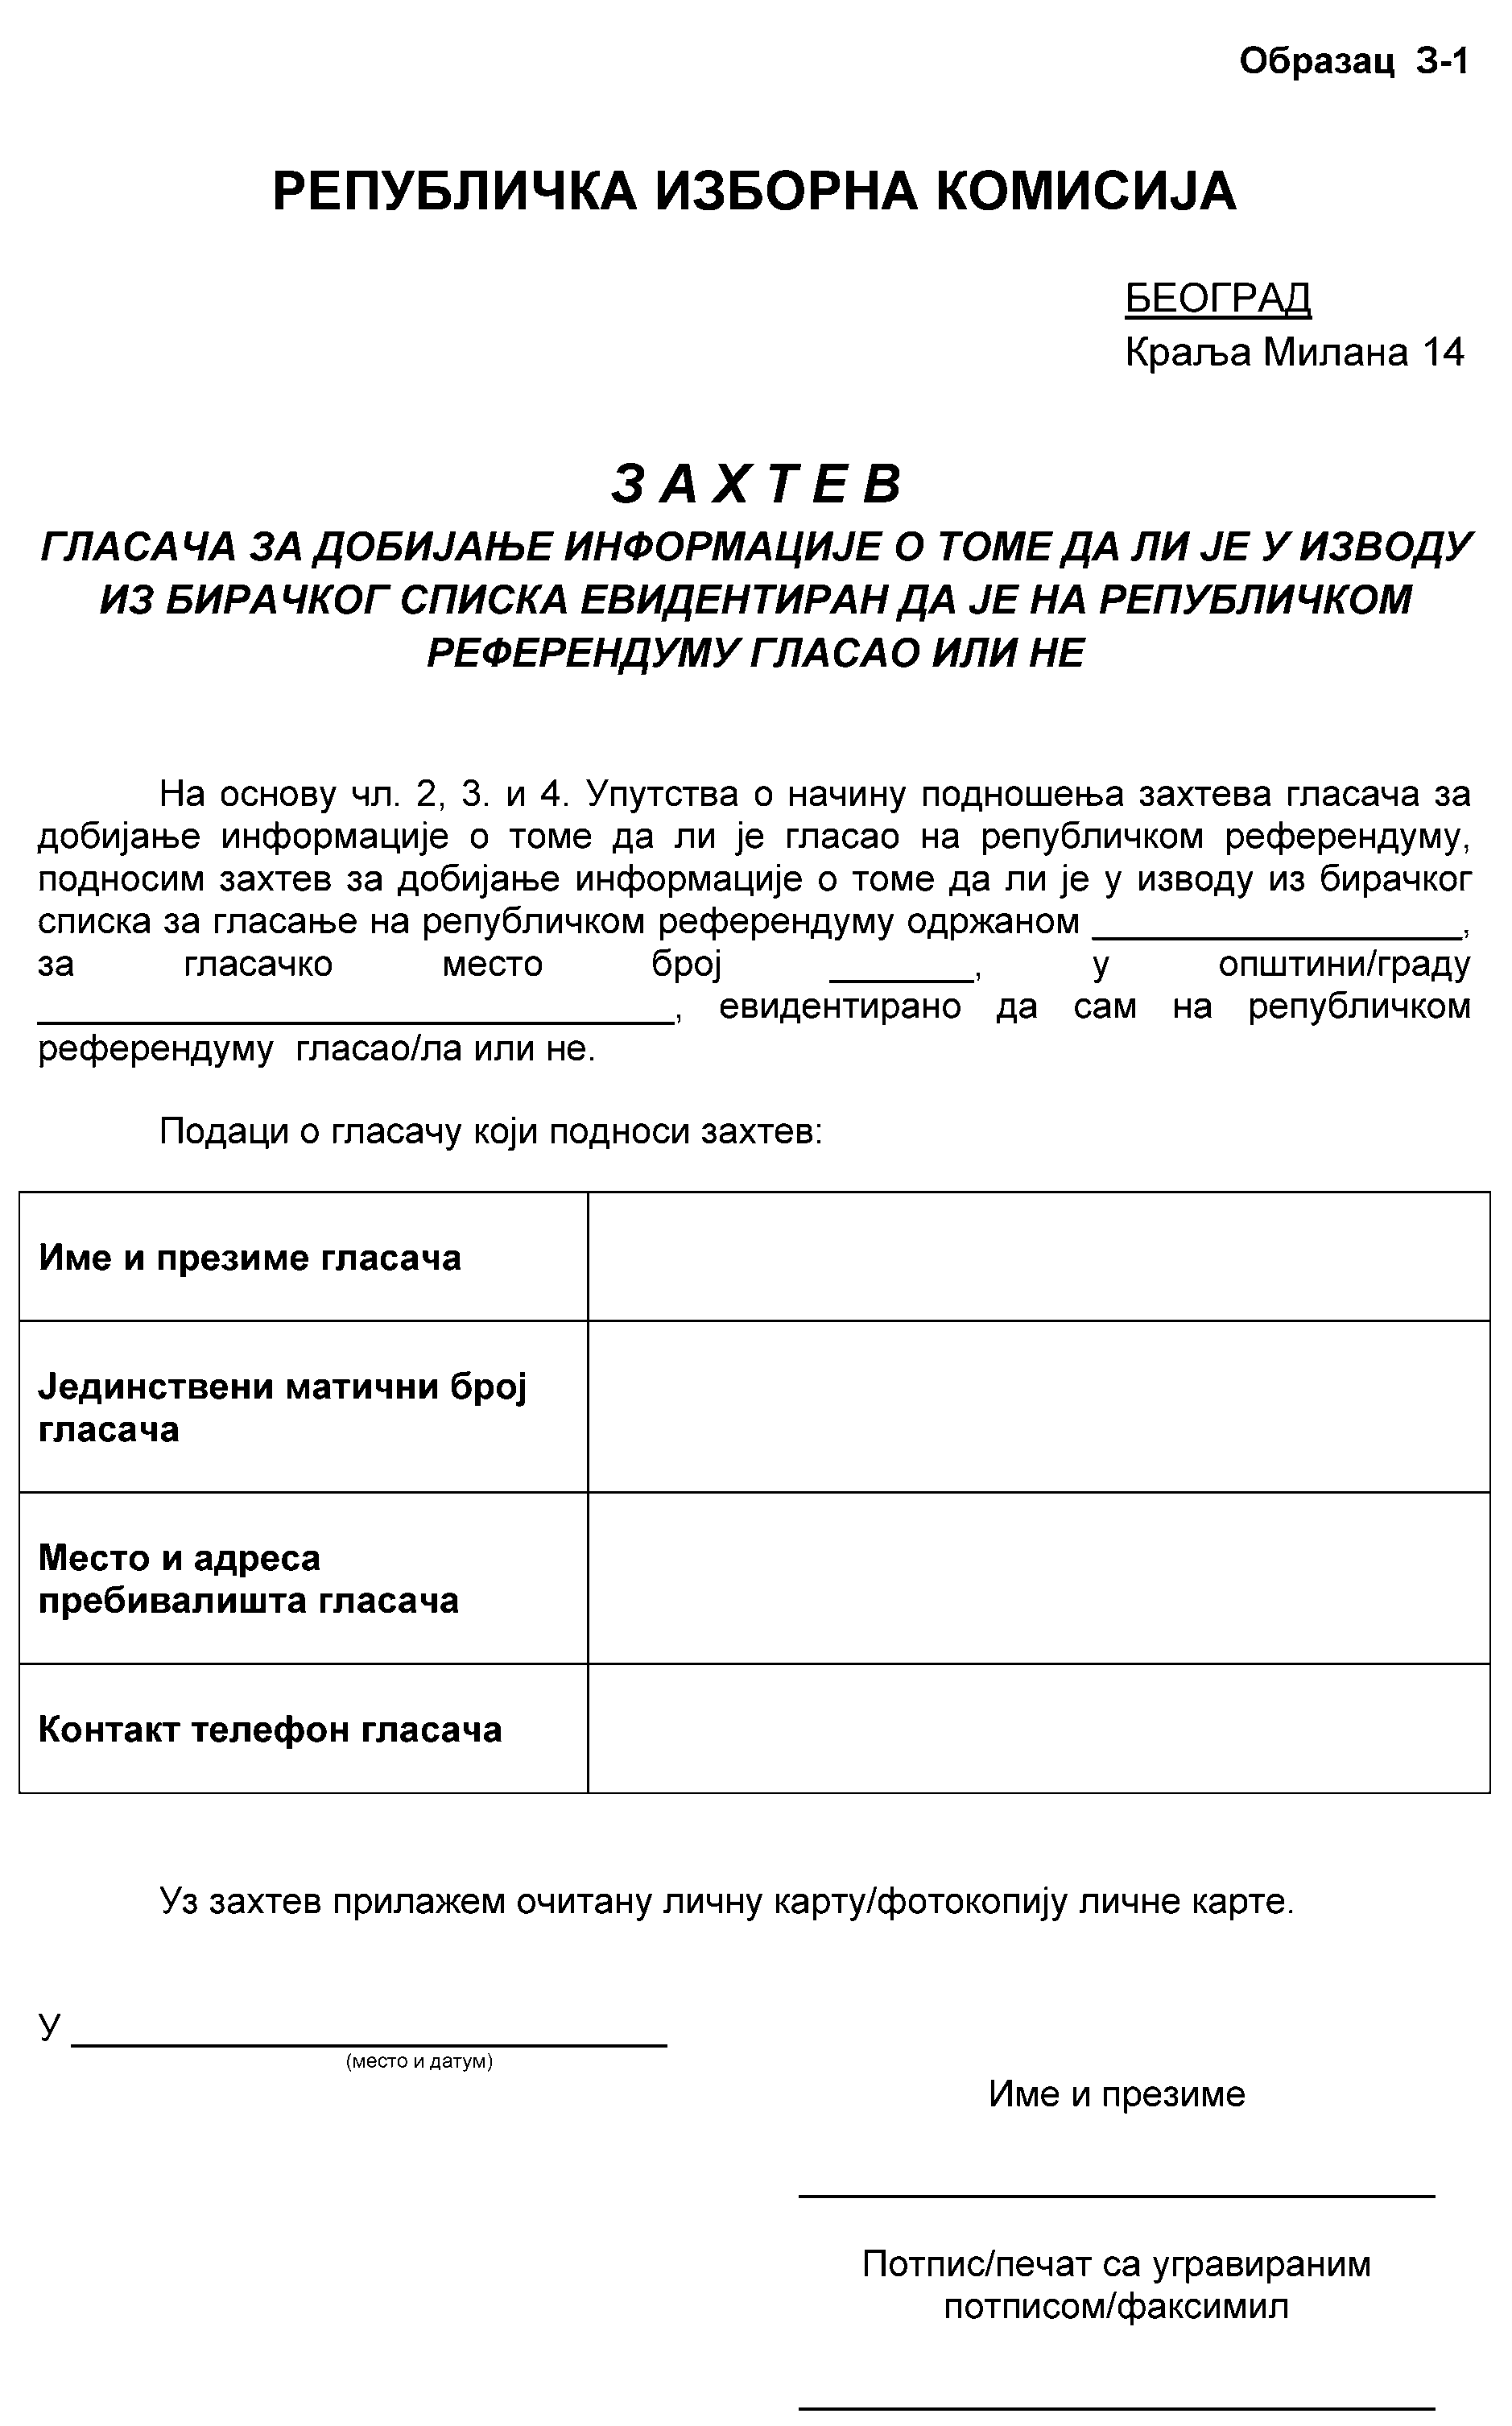 Образац З-1
РЕПУБЛИЧКА ИЗБОРНА КОМИСИЈА
БЕОГРАД
Краља Милана 14
З А Х Т Е В
ГЛАСАЧА ЗА ДОБИЈАЊЕ ИНФОРМАЦИЈЕ О ТОМЕ ДА ЛИ ЈЕ У ИЗВОДУ
ИЗ БИРАЧКОГ СПИСКА ЕВИДЕНТИРАН ДА ЈЕ НА РЕПУБЛИЧКОМ
РЕФЕРЕНДУМУ ГЛАСАО ИЛИ НЕ
На основу чл. 2, 3. и 4. Упутства о начину подношења захтева гласача за
добијање информације о томе да ли је гласао на републичком референдуму,
подносим захтев за добијање информације о томе да ли је у изводу из бирачког
списка за гласање на републичком референдуму одржаном __________________,
за гласачко место број _______, у општини/граду
_______________________________, евидентирано да сам на републичком
референдуму гласао/ла или не.
Подаци о гласачу који подноси захтев:
Име и презиме гласача
Јединствени матични број
гласача
Место и адреса
пребивалишта гласача
Контакт телефон гласача
Уз захтев прилажем очитану личну карту/фотокопију личне карте.
У _____________________________
(место и датум)
Име и презиме
_______________________________
Потпис/печат са угравираним
потписом/факсимил
_______________________________